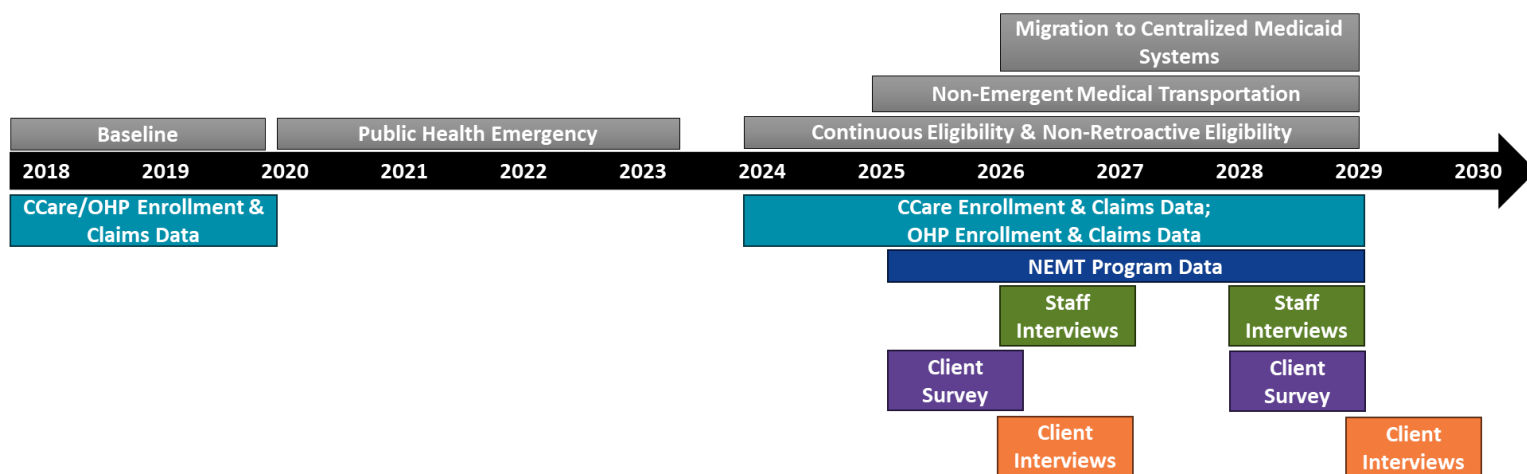 Migration to Centralized Medicaid
Systems
Non-Emergent Medical Transportation
Baseline
Public Health Emergency
Continuous Eligibility & Non-Retroactive Eligibility
2018 2019 2020 2021 2022 2023 2024 2025 2026 2027 2028 2029 2030
CCare/OHP Enrollment &
Claims Data
CCare Enrollment & Claims Data;
OHP Enrollment & Claims Data
NEMT Program Data
Staff
Interviews
Staff
Interviews
Client
Survey
Client
Survey
Client
Interviews
Client
Interviews